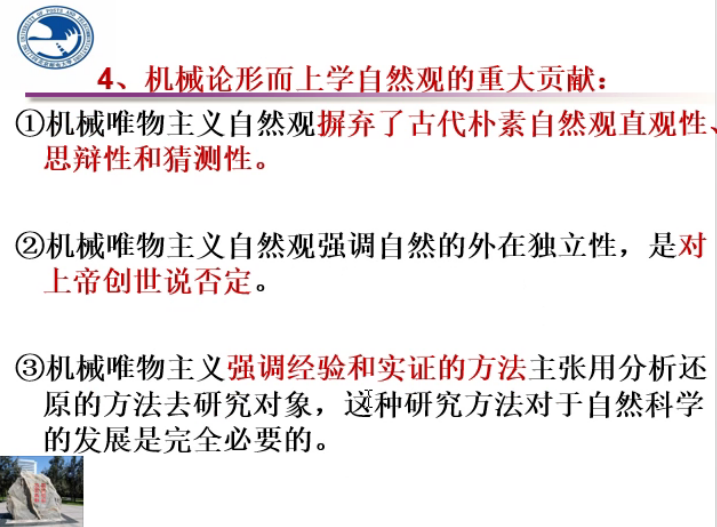 4、机械论形而上学自然观的重大贡献：
①机械唯物主义自然观摒弃了古代朴素自然观直观性、
思辩性和猜测性。
②机械唯物主义自然观强调自然的外在独立性，是对
上帝创世说否定。
③机械唯物主义强调经验和实证的方法主张用分析还
原的方法去研究对象，这种研究方法对于自然科学
的发展是完全必要的。